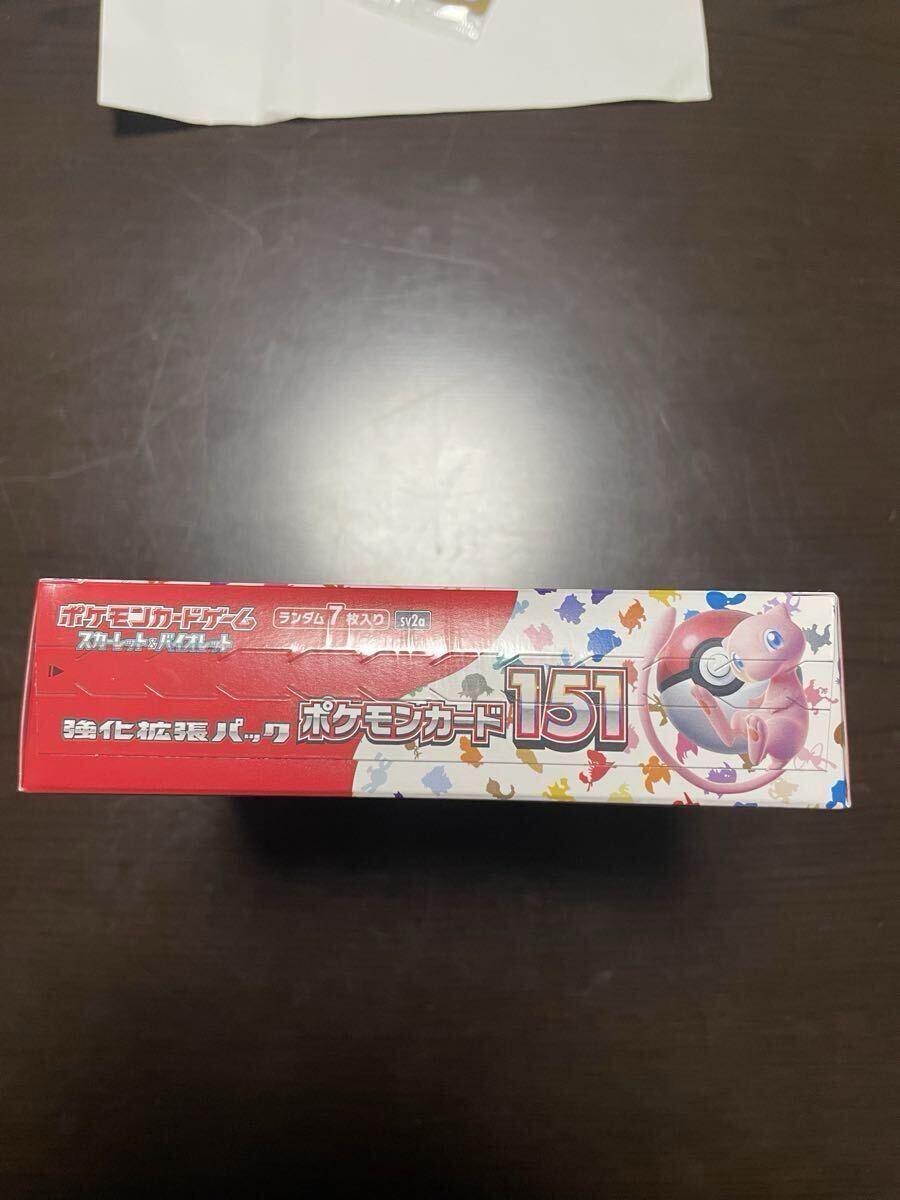 ポケモンカードゲーム
スカーレット&バイオレット
ランダム7枚入り
sv2a
強化拡張パック
ポケモンカード151